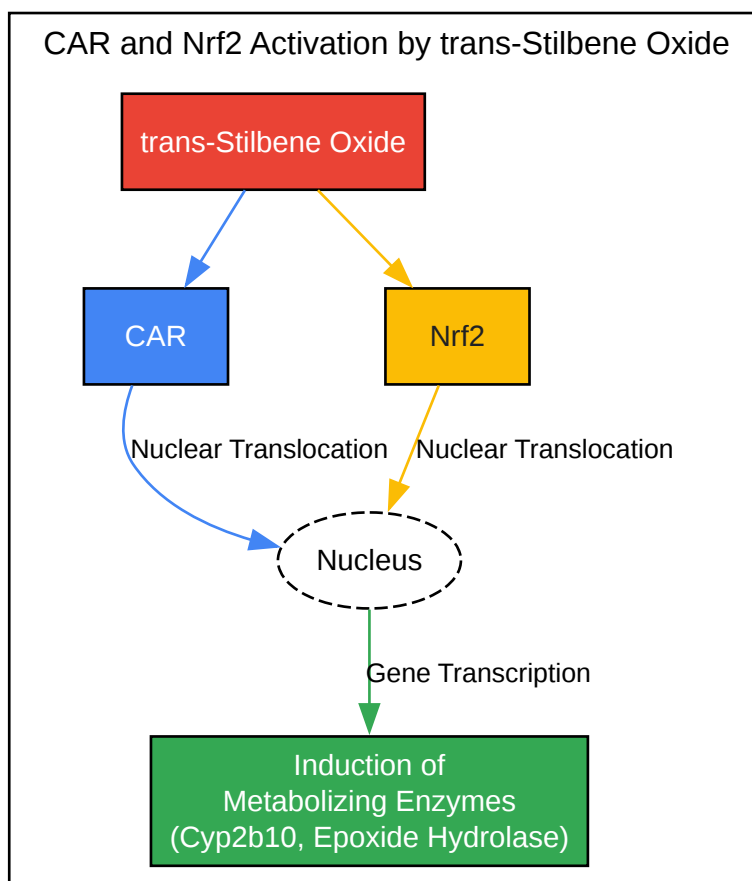 CAR and Nrf2 Activation by trans-Stilbene Oxide
trans-Stilbene Oxide
CAR
Nrf2
Nuclear Translocation
Nuclear Translocation
Nucleus
Gene Transcription
Induction of
Metabolizing Enzymes
(Cyp2b10, Epoxide Hydrolase)